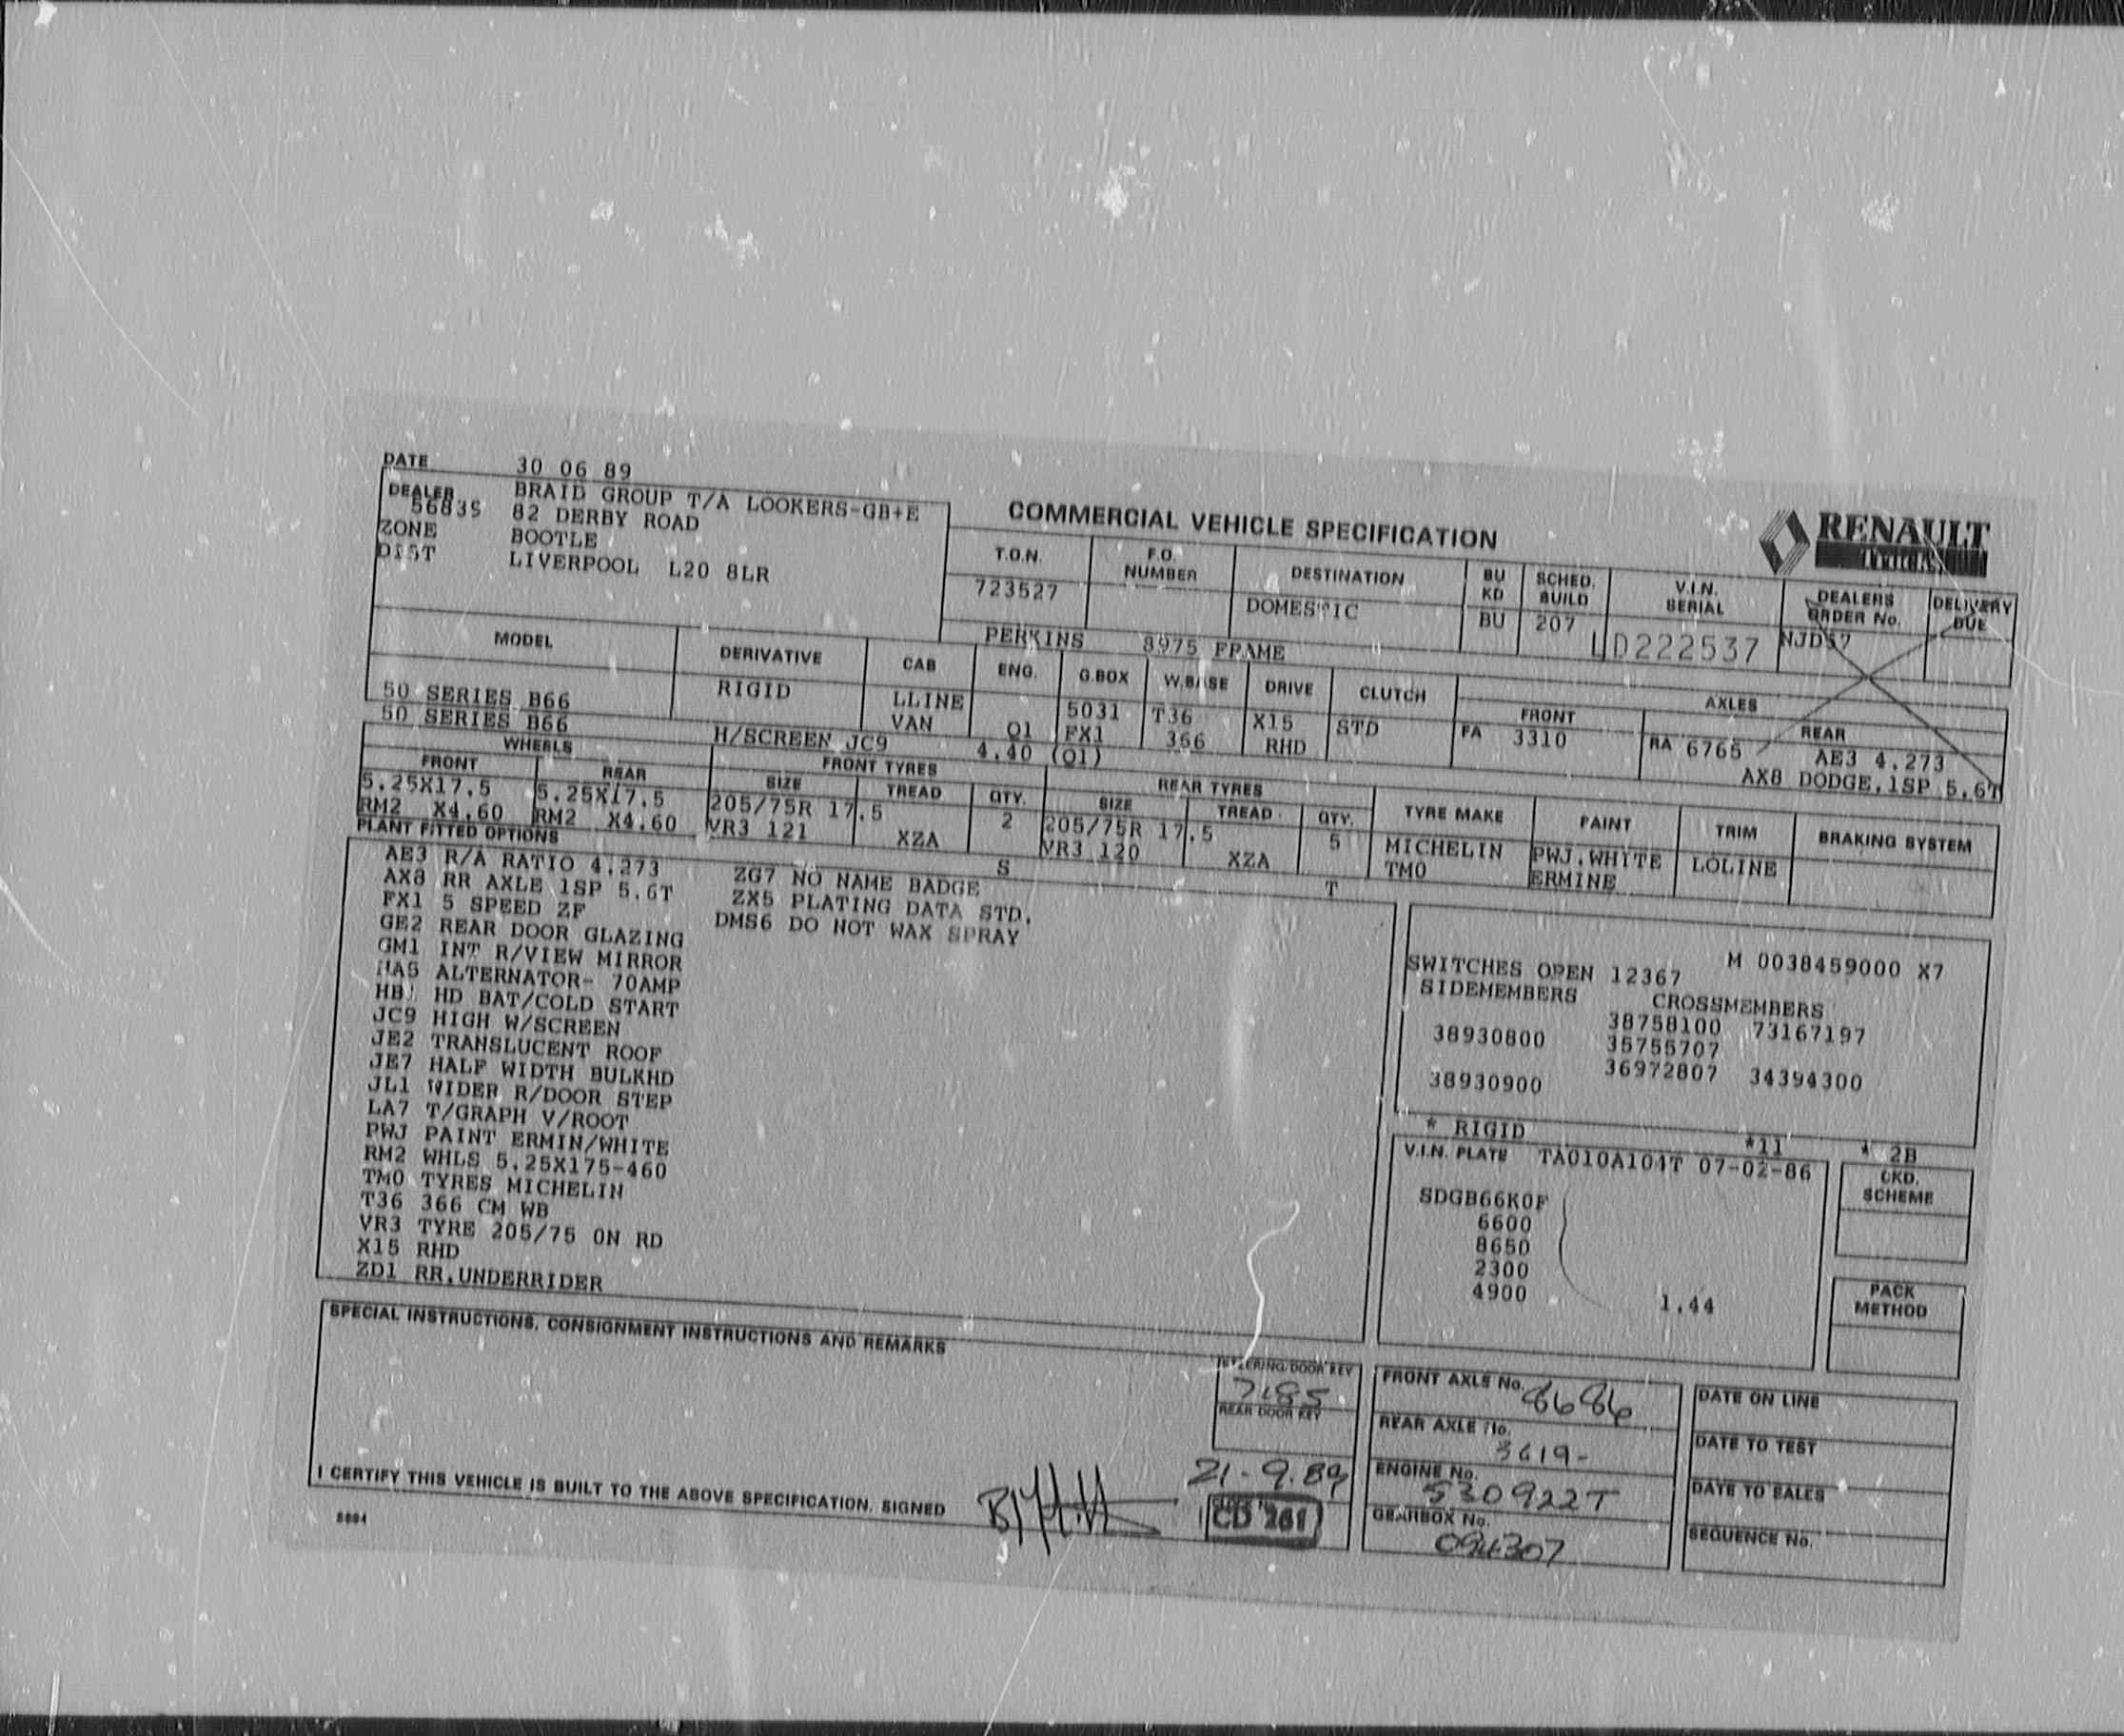 DATE 30 06 89
DEALER BRAID GROUP T/A LOOKERS-GB+E
5683S 82 DERBY ROAD
ZONE BOOTLE
DIST LIVERPOOL L20 8LR
COMMERCIAL VEHICLE SPECIFICATION
RENAULT
T.O.N. F.O. NUMBER DESTINATION BU KD SCHED. BUILD V.I.N. SERIAL DEALERS ORDER No. DELIVERY DUE
723527 DOMESTIC BU 207 D222537 NJD57
PERKINS 8975 FRAME
MODEL DERIVATIVE CAB ENG. G.BOX W.BASE DRIVE CLUTCH AXLES
FRONT REAR
50 SERIES B66 RIGID LLINE 5031 T36 X15 STD FA 3310 RA 6765 AE3 4.273
50 SERIES B66 VAN Q1 FX1 366 RHD AX8 DODGE,1SP 5.6T
H/SCREEN JC9 4.40 (Q1)
WHEELS FRONT TYRES REAR TYRES
FRONT REAR SIZE TREAD QTY. SIZE TREAD QTY. TYRE MAKE PAINT TRIM BRAKING SYSTEM
5.25X17.5 5.25X17.5 205/75R 17.5 2 205/75R 17.5 5 MICHELIN PWJ.WHITE LOLINE
RM2 X4.60 RM2 X4.60 VR3 121 XZA VR3 120 XZA TM0 ERMINE
PLANT FITTED OPTIONS
S T
AE3 R/A RATIO 4.273 ZG7 NO NAME BADGE
AX8 RR AXLE 1SP 5.6T ZX5 PLATING DATA STD.
FX1 5 SPEED ZF DMS6 DO NOT WAX SPRAY
GE2 REAR DOOR GLAZING
GM1 INT R/VIEW MIRROR
HA5 ALTERNATOR- 70AMP
HD BAT/COLD START
JC9 HIGH W/SCREEN
JE2 TRANSLUCENT ROOF
JE7 HALF WIDTH BULKHD
JL1 WIDER R/DOOR STEP
LA7 T/GRAPH V/ROOT
PWJ PAINT ERMIN/WHITE
RM2 WHLS 5.25X175-460
TM0 TYRES MICHELIN
T36 366 CM WB
VR3 TYRE 205/75 ON RD
X15 RHD
ZD1 RR.UNDERRIDER
M 0038459000 X7
SWITCHES OPEN 12367
SIDEMEMBERS CROSSMEMBERS
38758100 73167197
38930800 35755707
36972807 34394300
38930900
* RIGID *11 * 2B
V.I.N. PLATE TA010A104T 07-02-86
SDGB66K0F
6600
8650
2300
4900 1.44
CKD. SCHEME
PACK METHOD
SPECIAL INSTRUCTIONS, CONSIGNMENT INSTRUCTIONS AND REMARKS
STEERING/DOOR KEY
REAR DOOR KEY
FRONT AXLE No. 8686
REAR AXLE No. 3619-
ENGINE No. 530922T
GEARBOX No. 094307
DATE ON LINE
DATE TO TEST
DATE TO SALES
SEQUENCE No.
I CERTIFY THIS VEHICLE IS BUILT TO THE ABOVE SPECIFICATION. SIGNED
21-9.89
CD 261